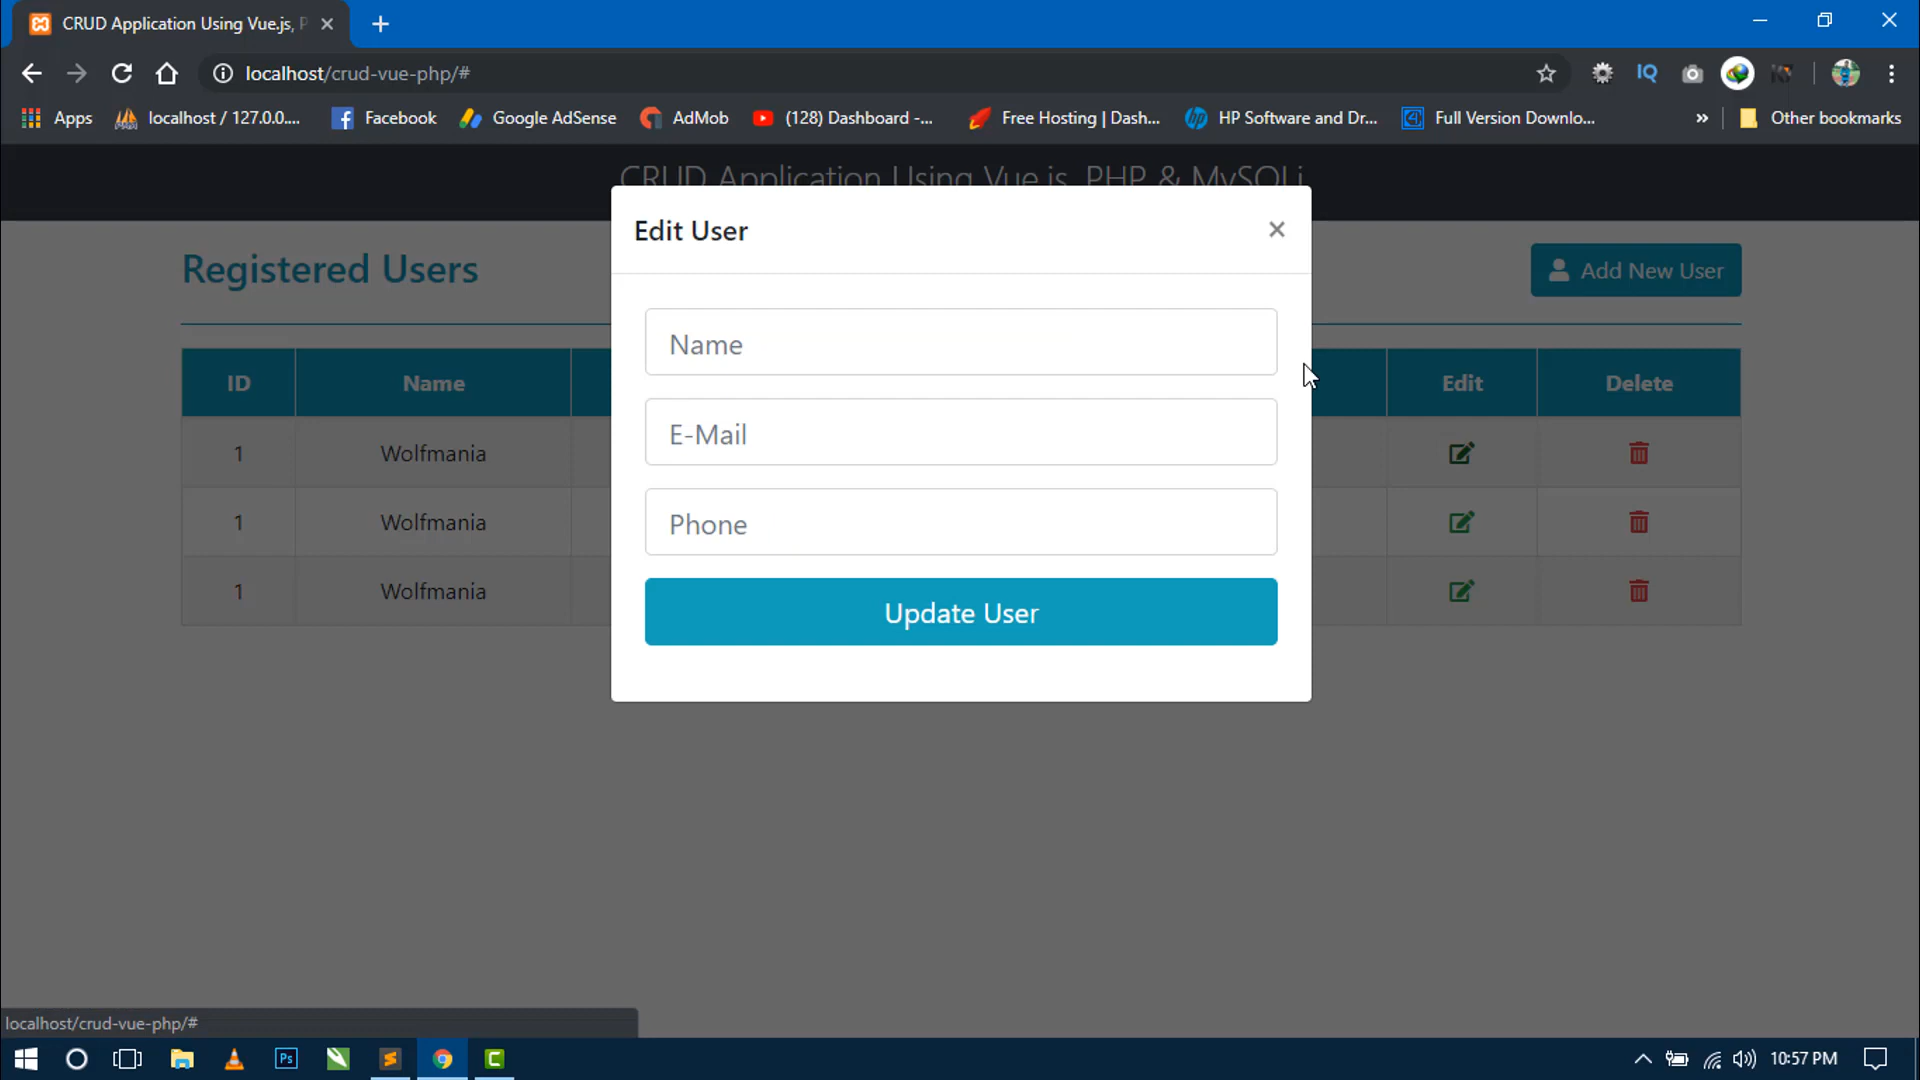 CRUD Application Using Vue.js, P
localhost/crud-vue-php/#
IQ
Apps
localhost / 127.0.0....
Facebook
Google AdSense
AdMob
(128) Dashboard -...
Free Hosting | Dash...
HP Software and Dr...
Full Version Downlo...
»
Other bookmarks
CRUD Application Using Vue.js, PHP & MySQLi
Edit User
×
Registered Users
Add New User
Name
E-Mail
Phone
Update User
ID Name Edit Delete
1 Wolfmania
1 Wolfmania
1 Wolfmania
localhost/crud-vue-php/#
Ps
10:57 PM